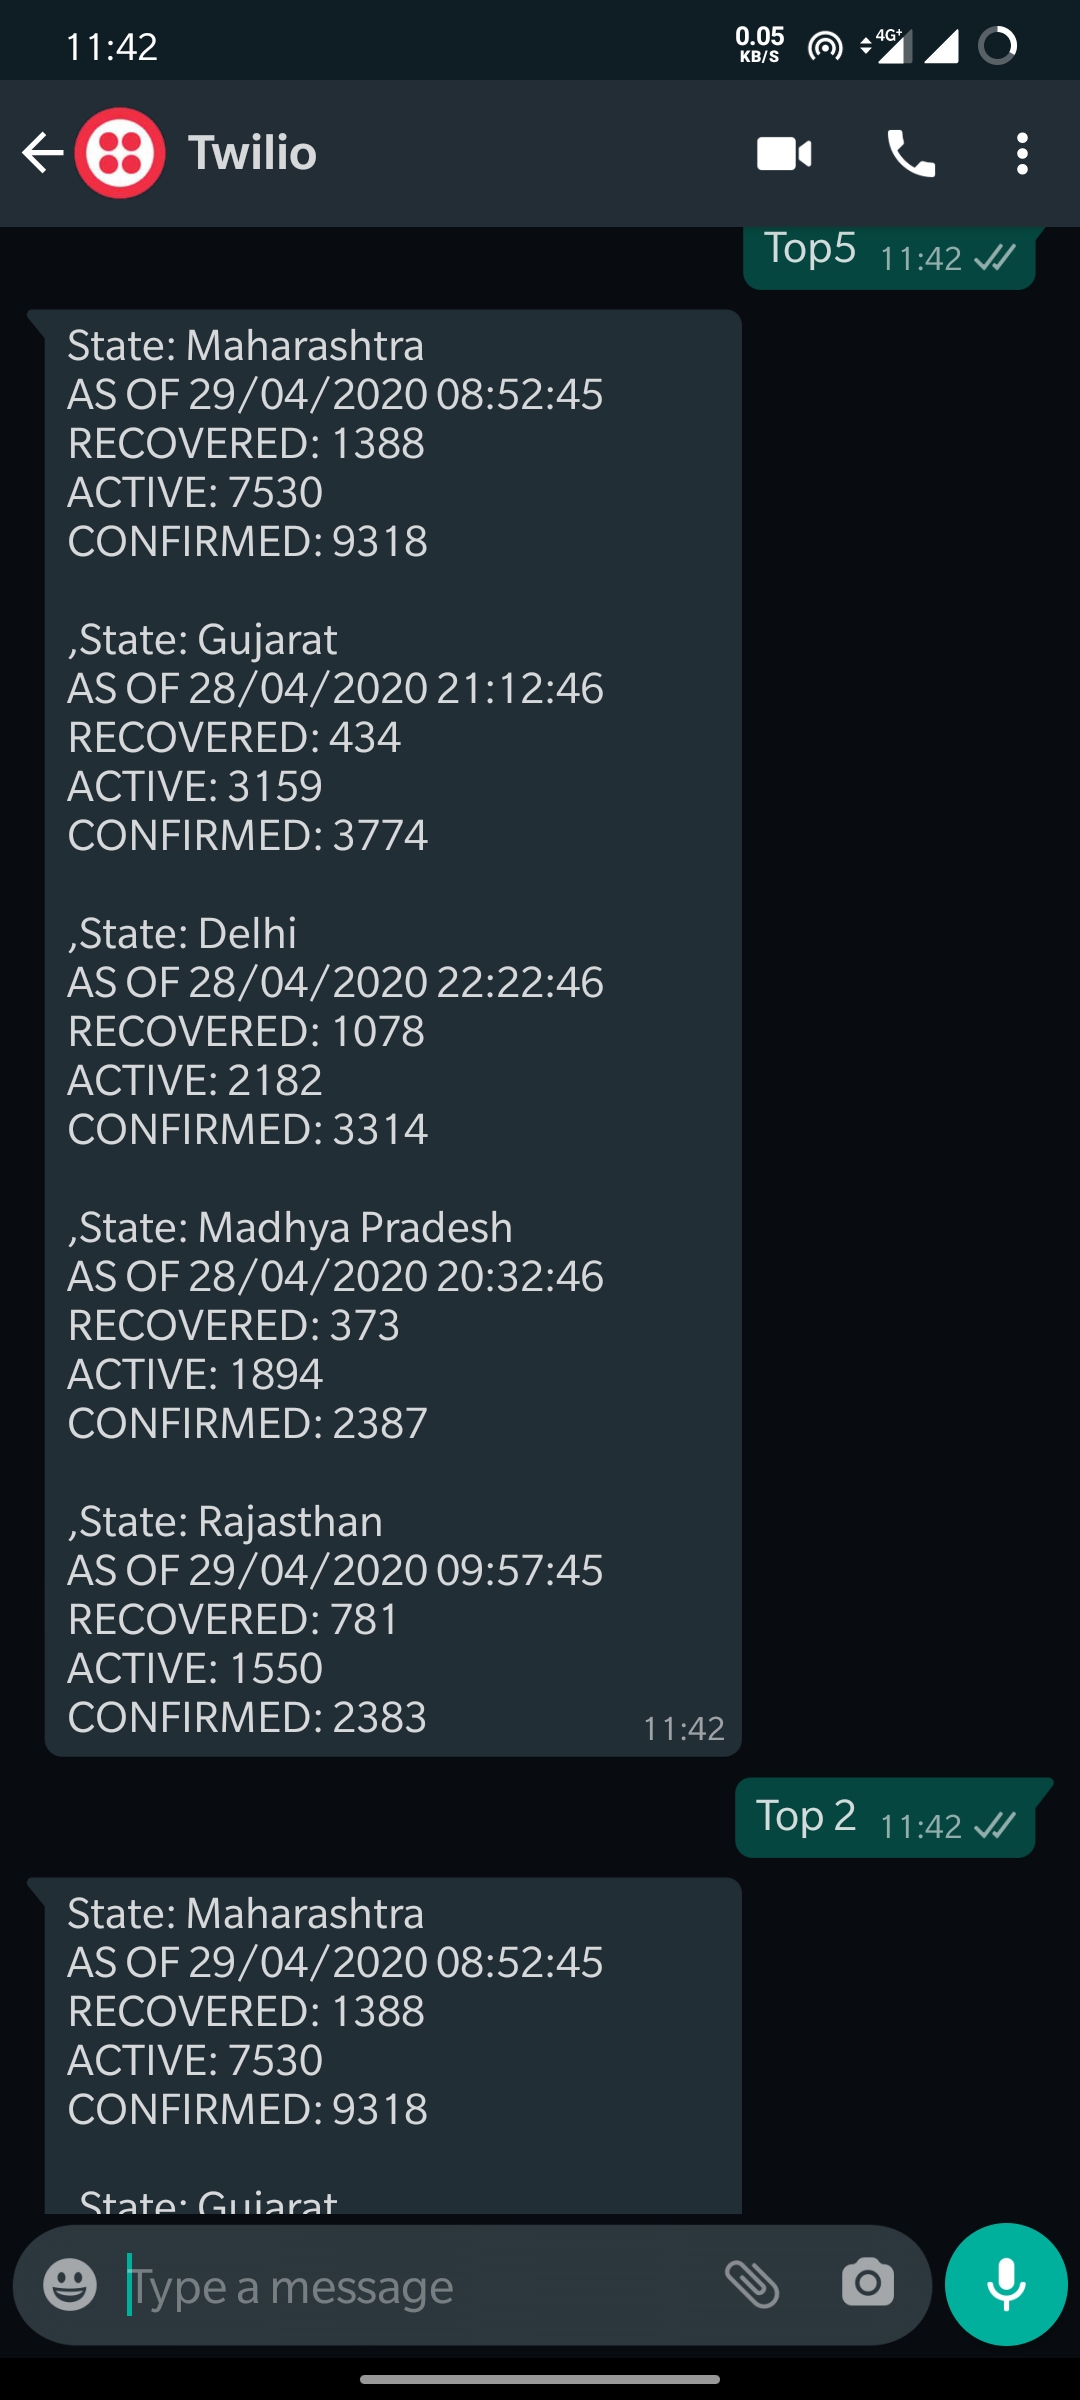 11:42
0.05
KB/S
4G+
Twilio
Top5 11:42
State: Maharashtra
AS OF 29/04/2020 08:52:45
RECOVERED: 1388
ACTIVE: 7530
CONFIRMED: 9318
,State: Gujarat
AS OF 28/04/2020 21:12:46
RECOVERED: 434
ACTIVE: 3159
CONFIRMED: 3774
,State: Delhi
AS OF 28/04/2020 22:22:46
RECOVERED: 1078
ACTIVE: 2182
CONFIRMED: 3314
,State: Madhya Pradesh
AS OF 28/04/2020 20:32:46
RECOVERED: 373
ACTIVE: 1894
CONFIRMED: 2387
,State: Rajasthan
AS OF 29/04/2020 09:57:45
RECOVERED: 781
ACTIVE: 1550
CONFIRMED: 2383
11:42
Top 2 11:42
State: Maharashtra
AS OF 29/04/2020 08:52:45
RECOVERED: 1388
ACTIVE: 7530
CONFIRMED: 9318
State: Gujarat
Type a message